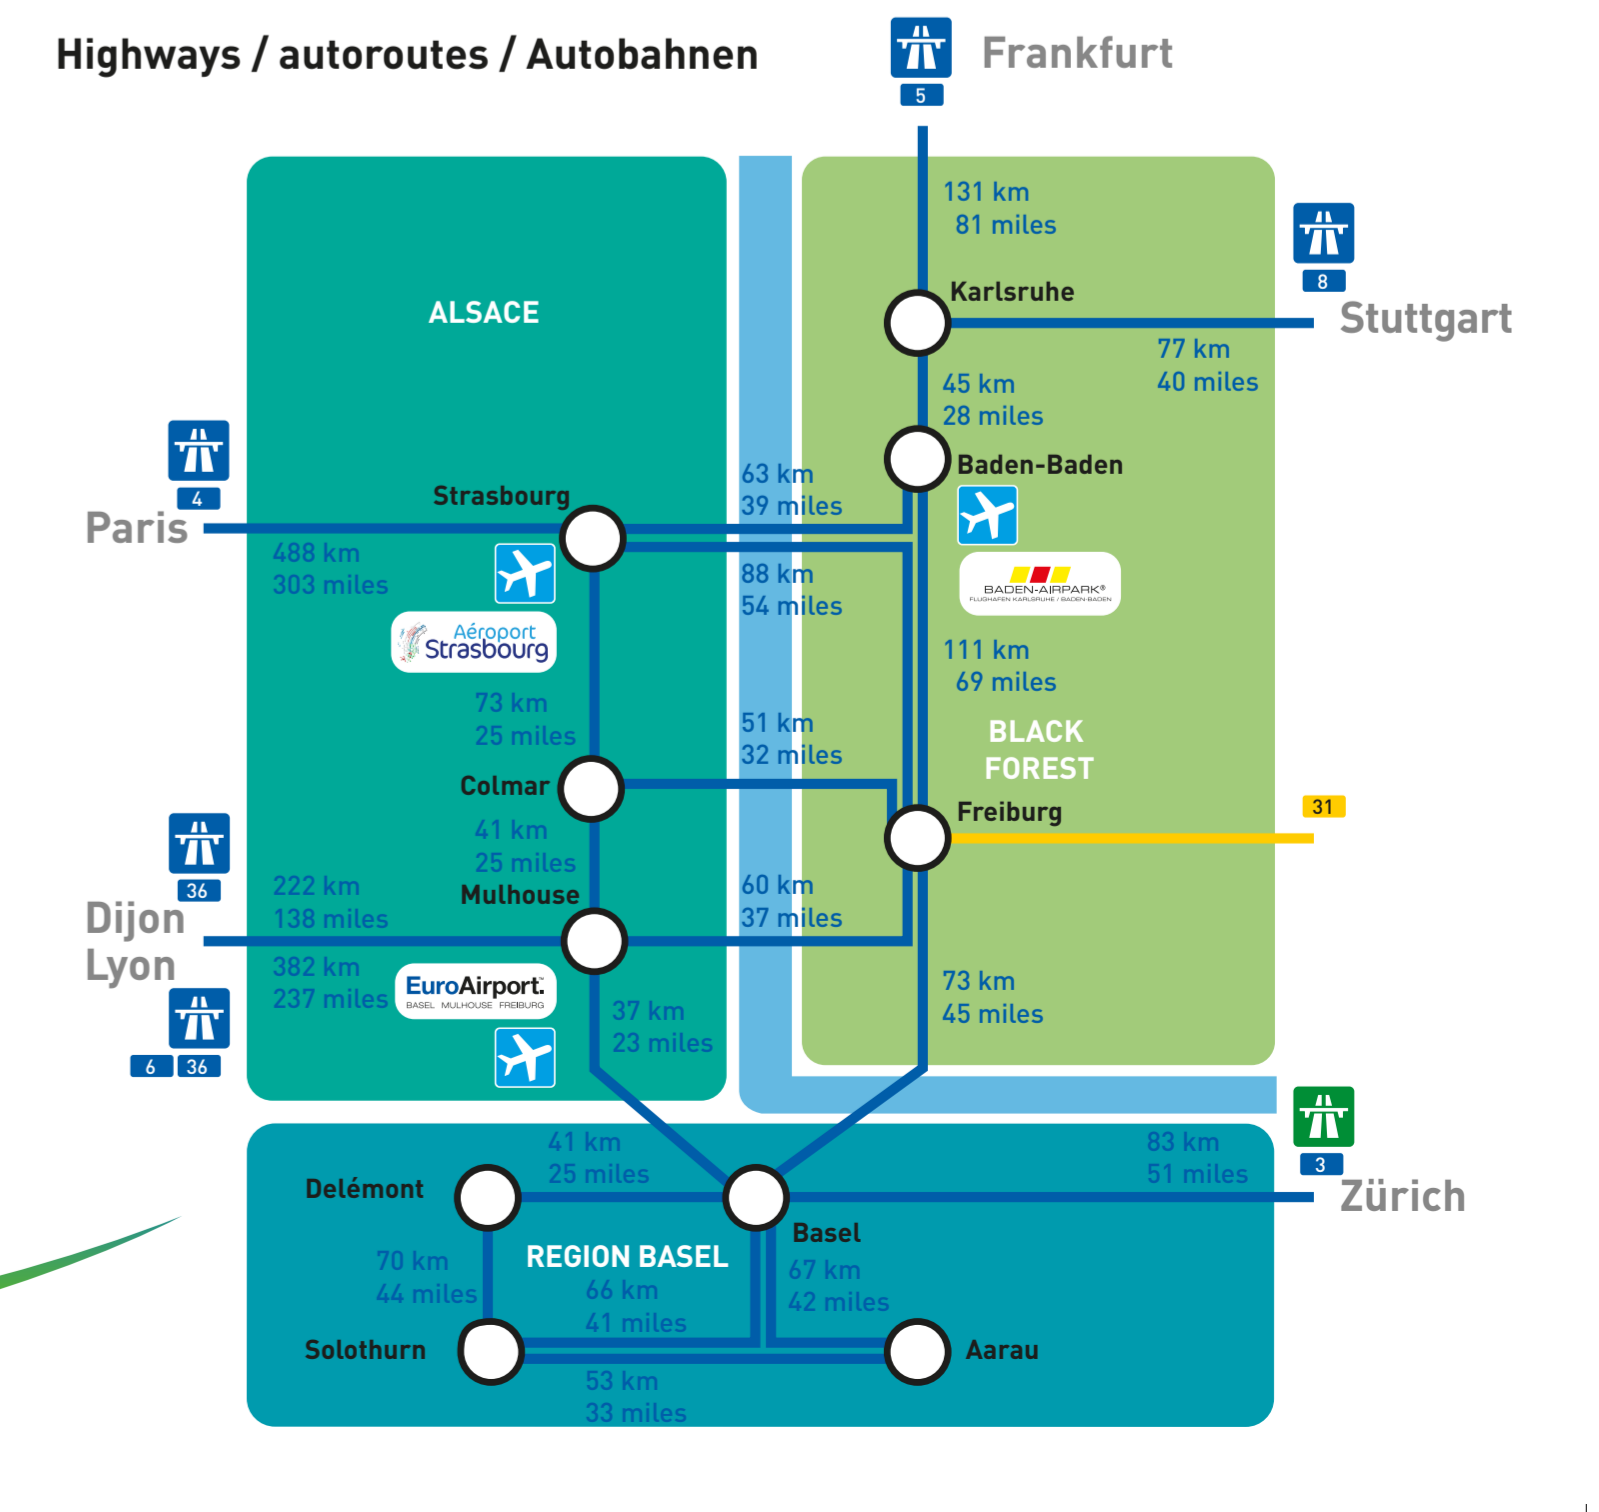 Highways / autoroutes / Autobahnen
Frankfurt
5
131 km
81 miles
8
Stuttgart
ALSACE
Karlsruhe
77 km
40 miles
45 km
28 miles
4
Paris
488 km
303 miles
Strasbourg
63 km
39 miles
Baden-Baden
BADEN-AIRPARK®
FLUGHAFEN KARLSRUHE / BADEN-BADEN
88 km
54 miles
Aéroport
Strasbourg
111 km
69 miles
73 km
25 miles
51 km
32 miles
BLACK
FOREST
Colmar
Freiburg
31
41 km
25 miles
36
222 km
138 miles
Mulhouse
60 km
37 miles
Dijon
Lyon
382 km
237 miles
EuroAirport.™
BASEL MULHOUSE FREIBURG
6
36
37 km
23 miles
73 km
45 miles
41 km
25 miles
83 km
51 miles
3
Zürich
Delémont
Basel
REGION BASEL
70 km
44 miles
66 km
41 miles
67 km
42 miles
Solothurn
Aarau
53 km
33 miles